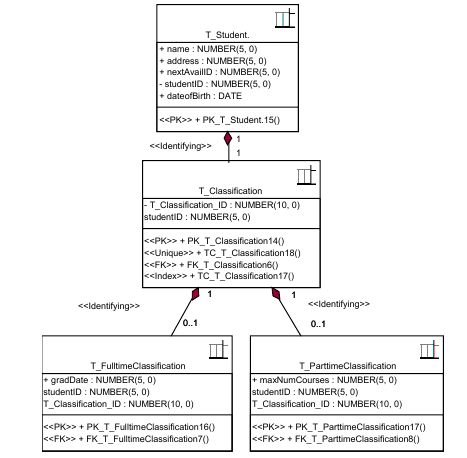 T_Student.
+ name : NUMBER(5, 0)
+ address : NUMBER(5, 0)
+ nextAvailID : NUMBER(5, 0)
- studentID : NUMBER(5, 0)
+ dateofBirth : DATE
<<PK>> + PK_T_Student.15()
<<Identifying>>
1
1
T_Classification
- T_Classification_ID : NUMBER(10, 0)
studentID : NUMBER(5, 0)
<<PK>> + PK_T_Classification14()
<<Unique>> + TC_T_Classification18()
<<FK>> + FK_T_Classification6()
<<Index>> + TC_T_Classification17()
<<Identifying>>
1
0..1
1
<<Identifying>>
0..1
T_FulltimeClassification
+ gradDate : NUMBER(5, 0)
studentID : NUMBER(5, 0)
T_Classification_ID : NUMBER(10, 0)
<<PK>> + PK_T_FulltimeClassification16()
<<FK>> + FK_T_FulltimeClassification7()
T_ParttimeClassification
+ maxNumCourses : NUMBER(5, 0)
studentID : NUMBER(5, 0)
T_Classification_ID : NUMBER(10, 0)
<<PK>> + PK_T_ParttimeClassification17()
<<FK>> + FK_T_ParttimeClassification8()